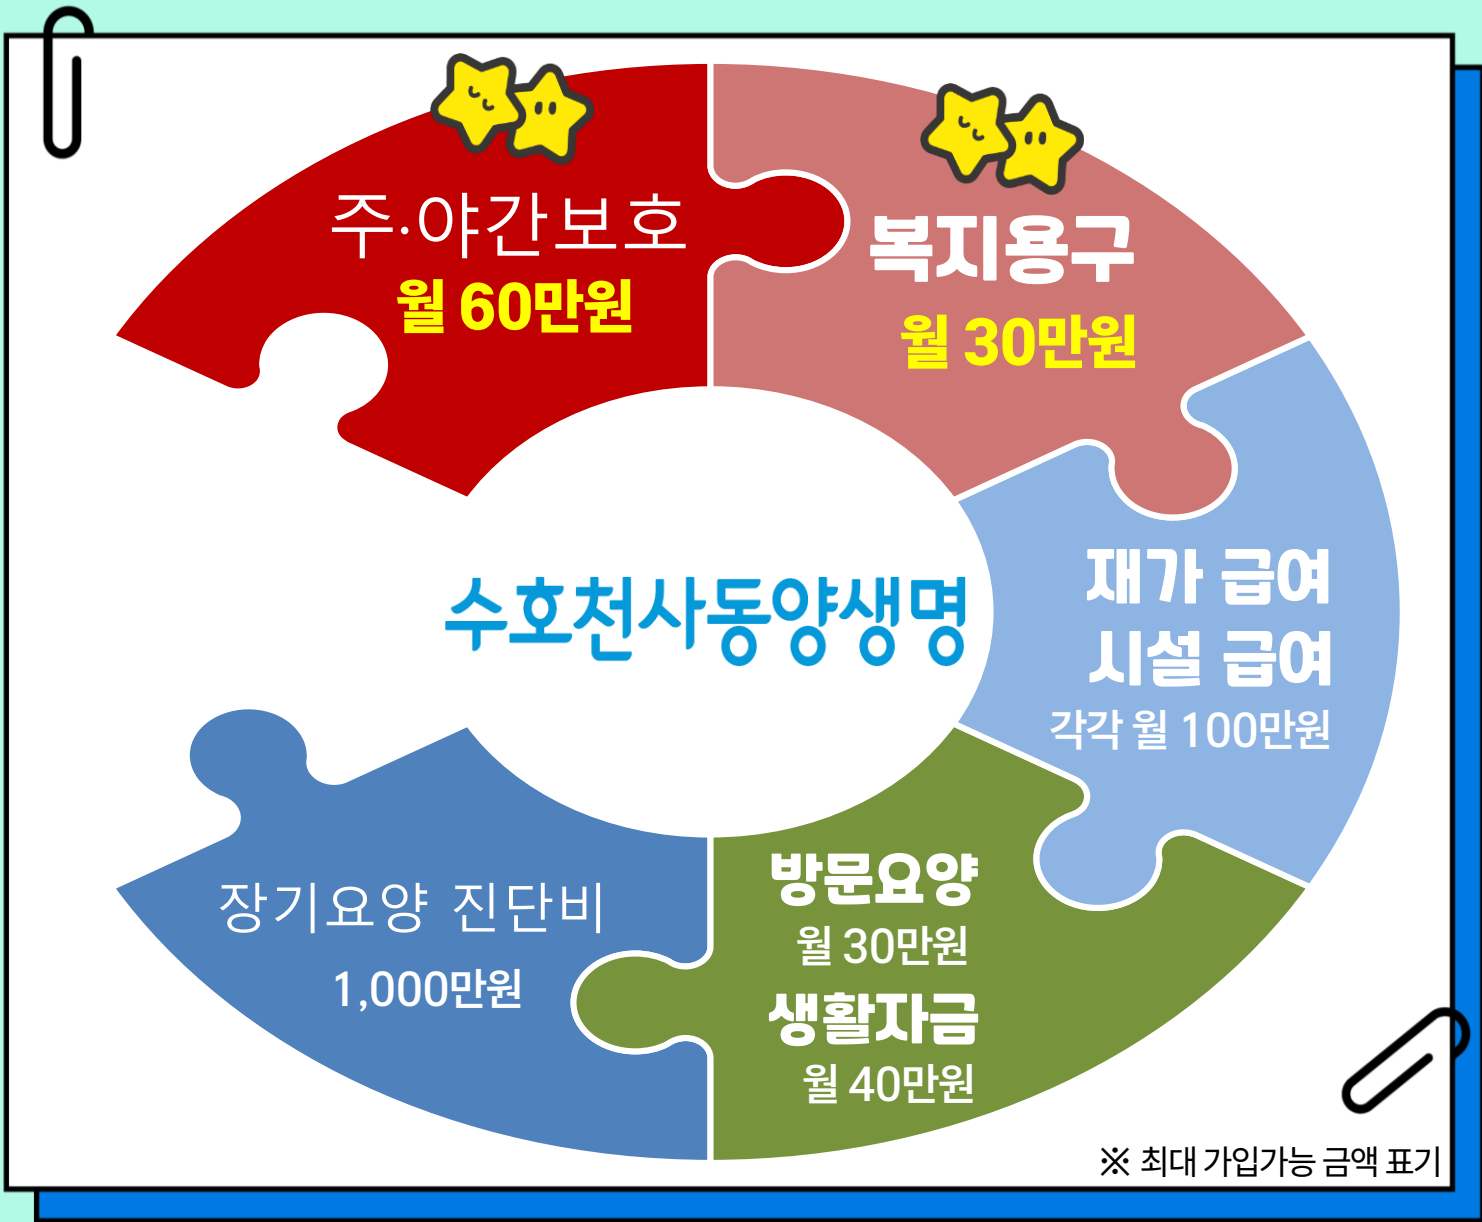 주·야간보호
월 60만원
복지용구
월 30만원
재가 급여
시설 급여
각각 월 100만원
수호천사동양생명
방문요양
월 30만원
생활자금
월 40만원
장기요양 진단비
1,000만원
※ 최대 가입가능 금액 표기